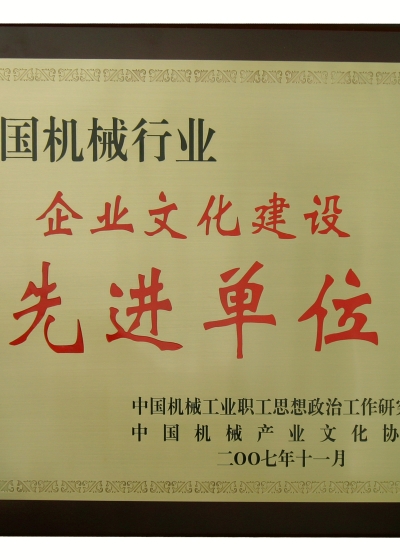 国机械行业
企业文化建设
先进单位
中国机械工业职工思想政治工作研究
中国机械产业文化协
二OO七年十一月